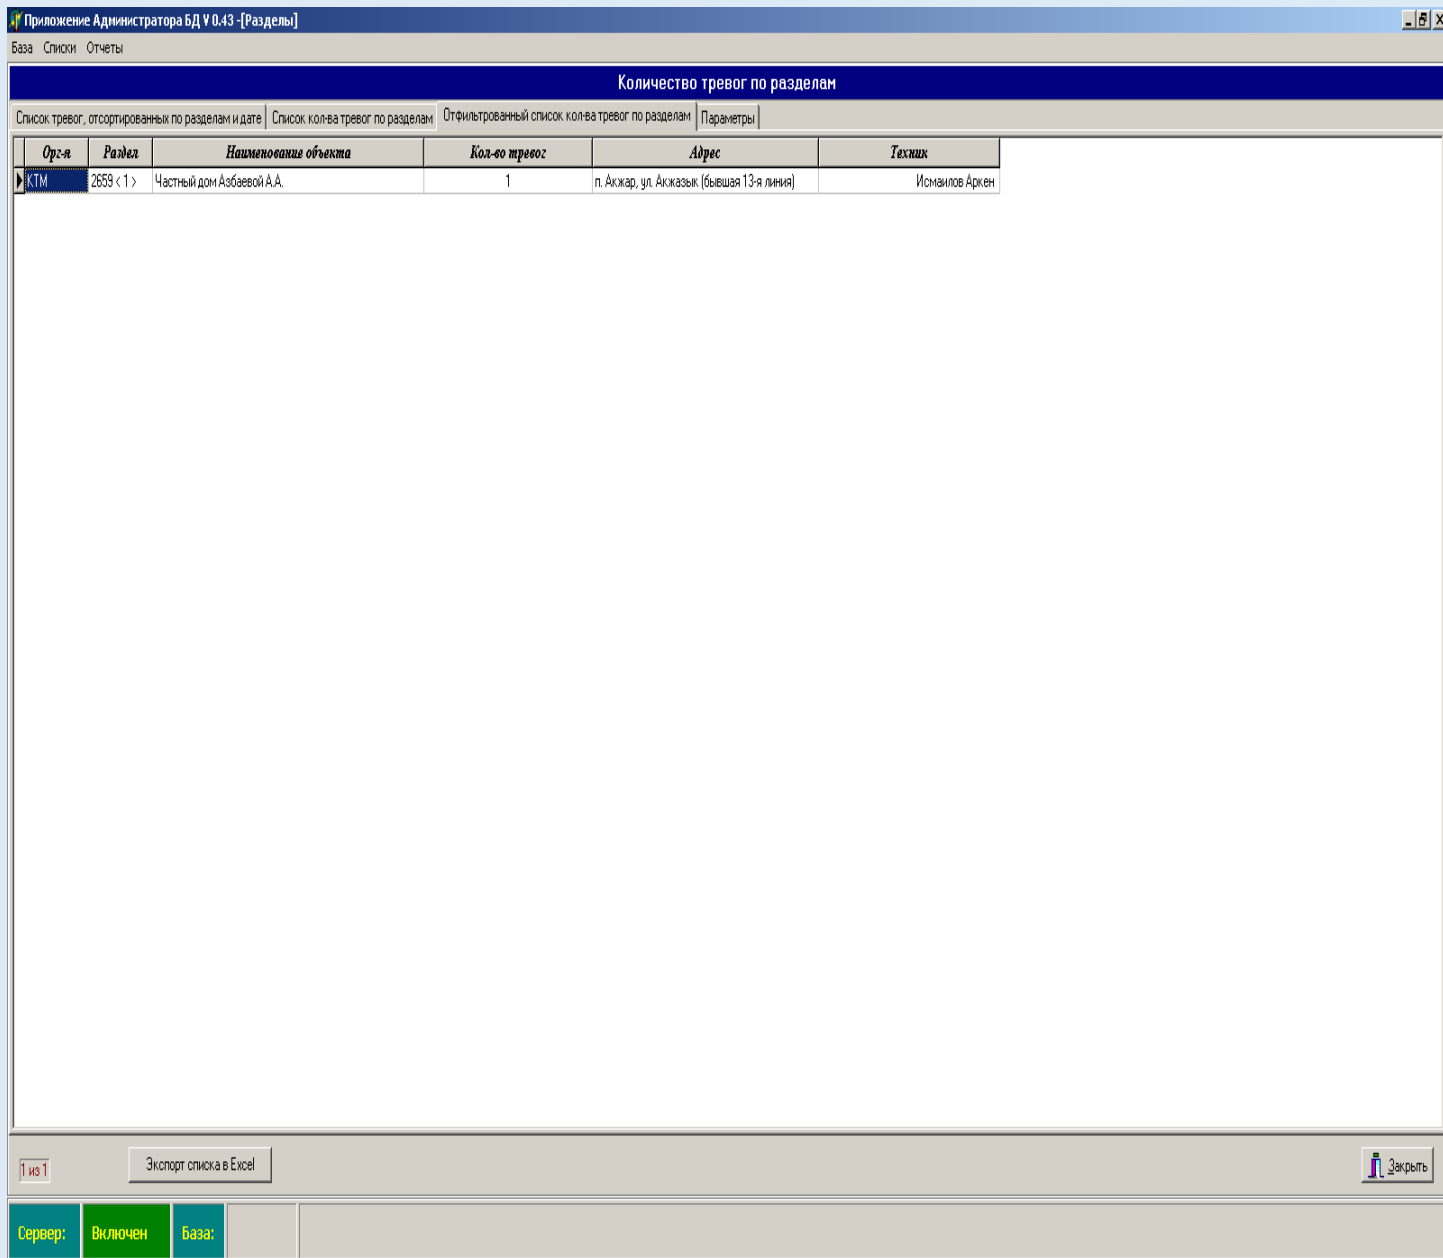 Приложение Администратора БД V 0.43 -[Разделы]
База Списки Отчеты
Количество тревог по разделам
Список тревог, отсортированных по разделам и дате Список кол-ва тревог по разделам Отфильтрованный список кол-ва тревог по разделам Параметры
Орг-я Раздел Наименование объекта Кол-во тревог Адрес Техник
КТМ 2659 < 1 > Частный дом Азбаевой А.А. 1 п. Акжар, ул. Акжазык (бывшая 13-я линия) Исмаилов Аркен
1 из 1 Экспорт списка в Excel Закрыть
Сервер: Включен База: